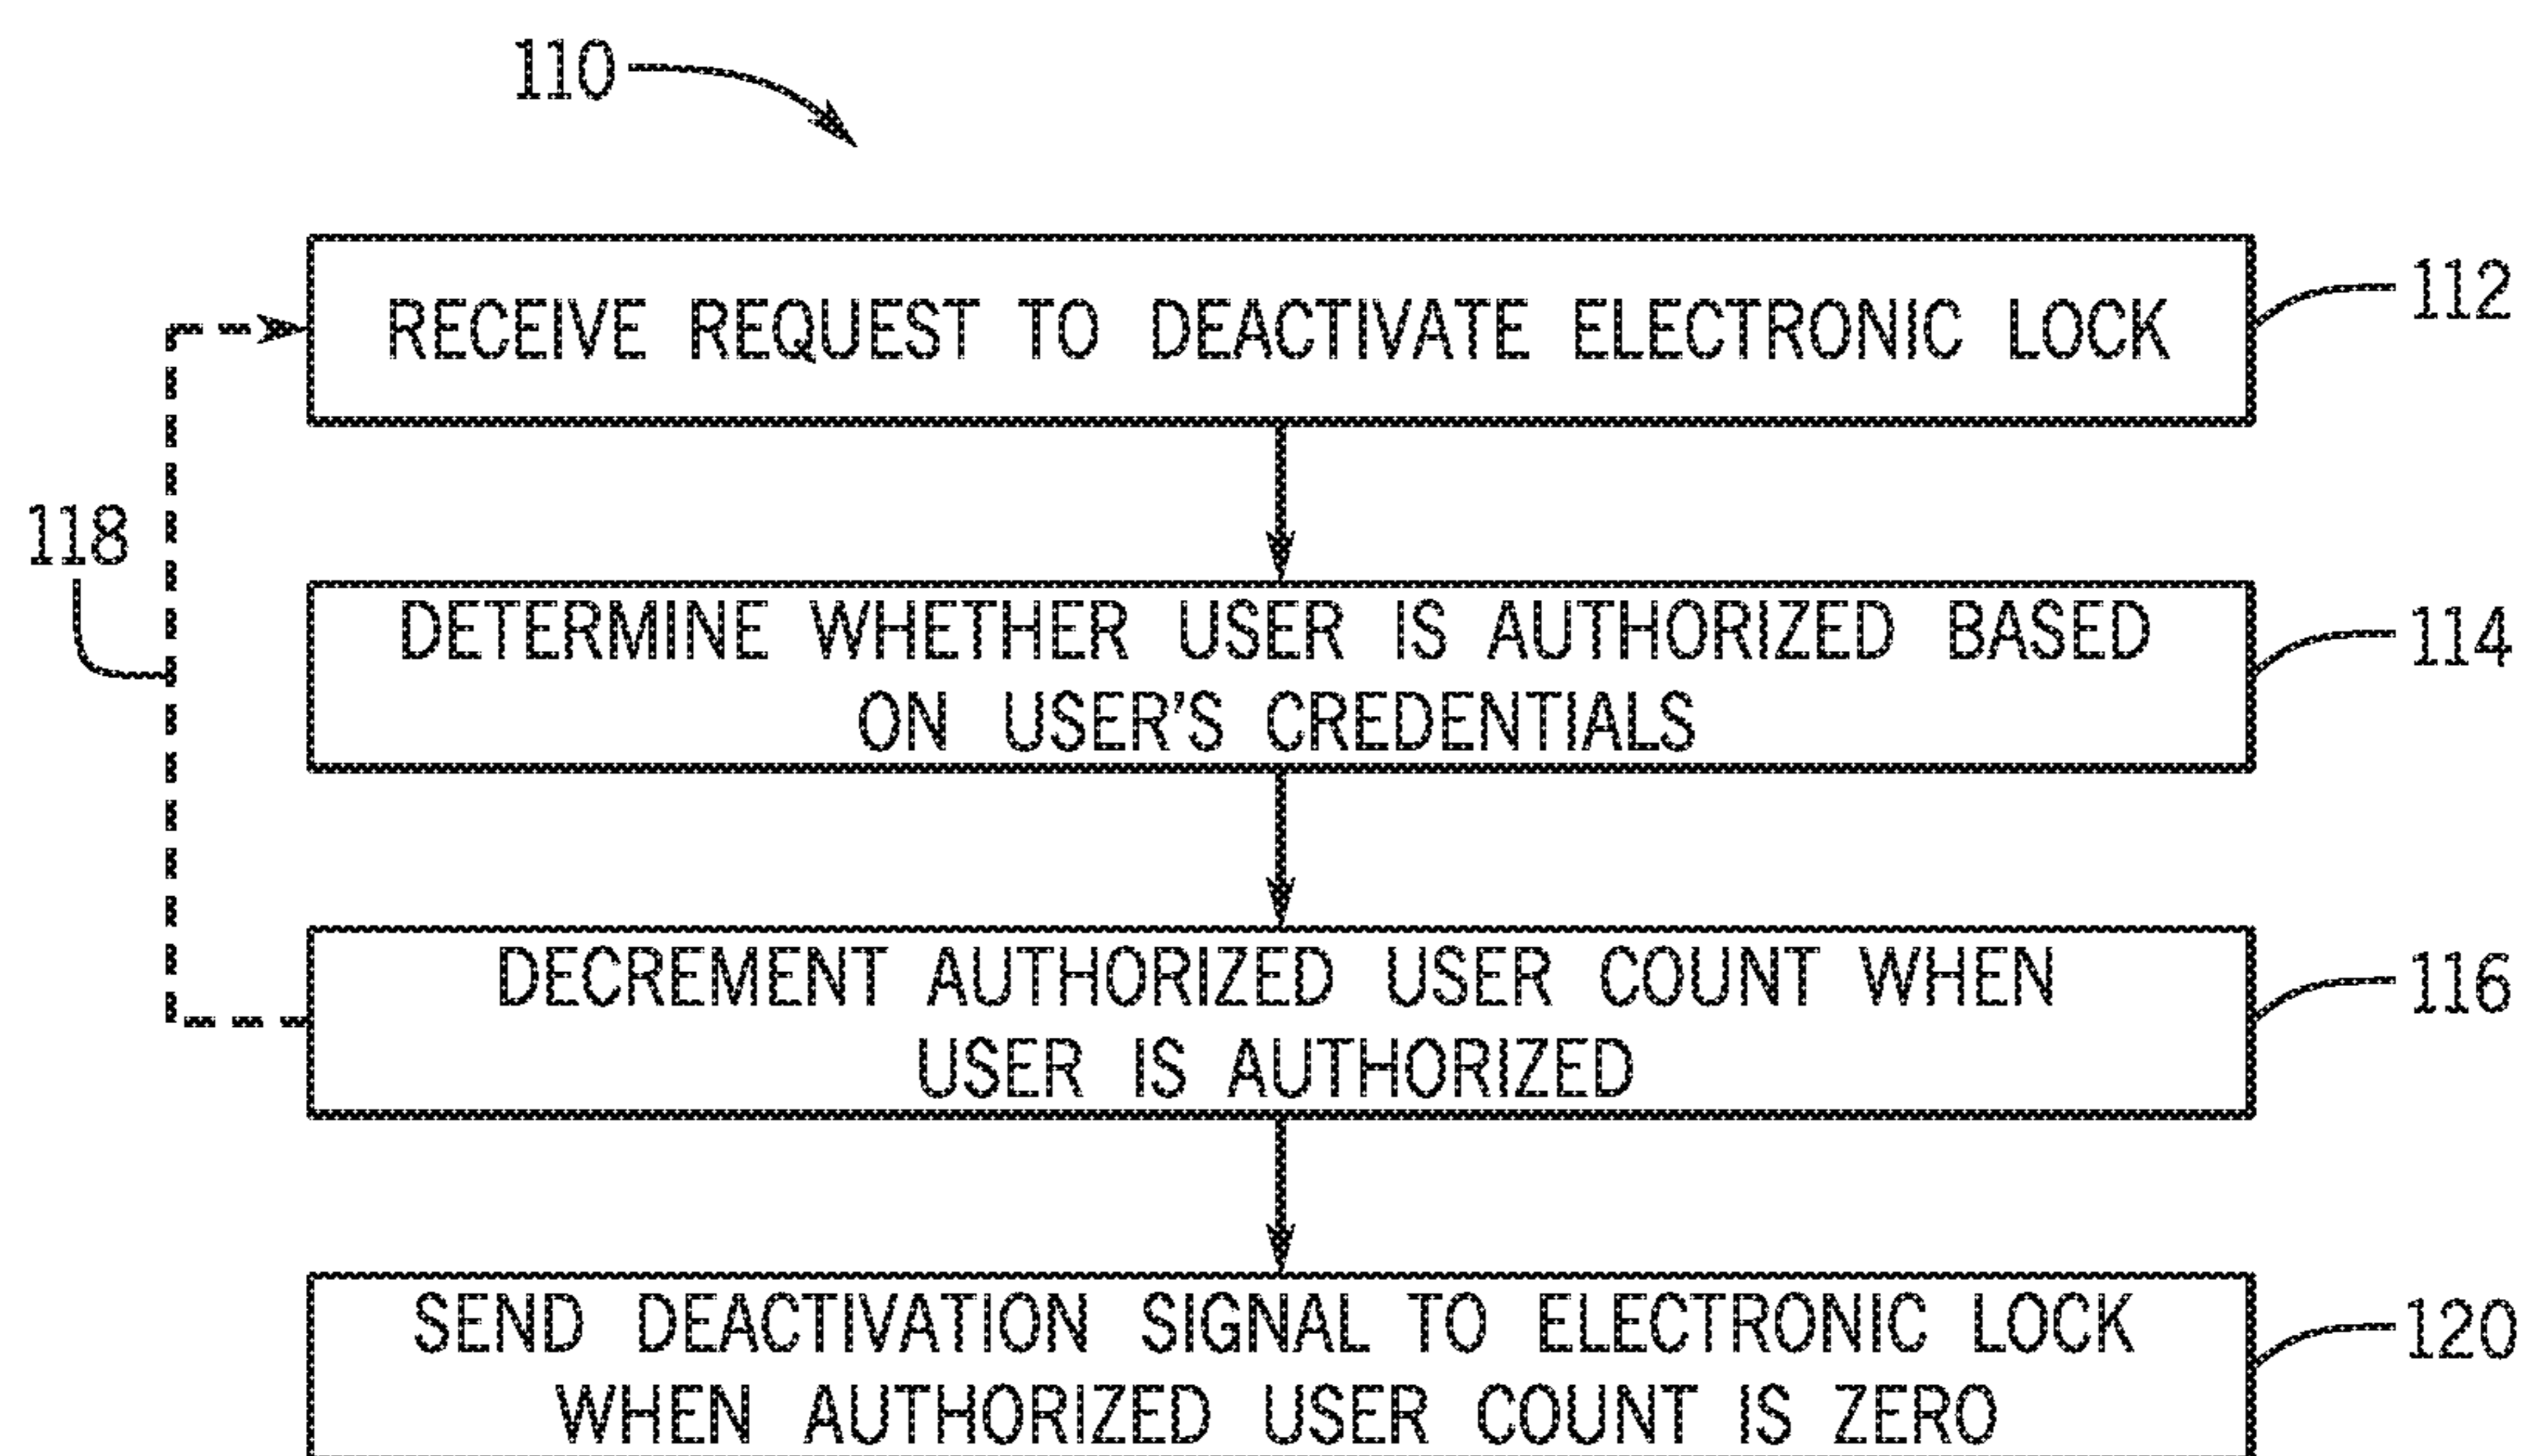 110
RECEIVE REQUEST TO DEACTIVATE ELECTRONIC LOCK
112
118
DETERMINE WHETHER USER IS AUTHORIZED BASED
ON USER'S CREDENTIALS
114
DECREMENT AUTHORIZED USER COUNT WHEN
USER IS AUTHORIZED
116
SEND DEACTIVATION SIGNAL TO ELECTRONIC LOCK
WHEN AUTHORIZED USER COUNT IS ZERO
120